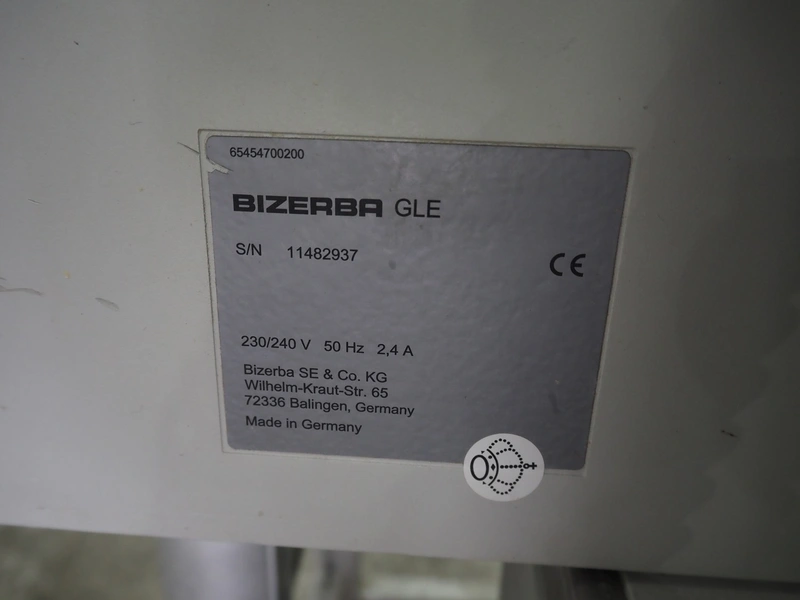 65454700200
BIZERBA GLE
S/N 11482937
CE
230/240 V 50 Hz 2,4 A
Bizerba SE & Co. KG
Wilhelm-Kraut-Str. 65
72336 Balingen, Germany
Made in Germany